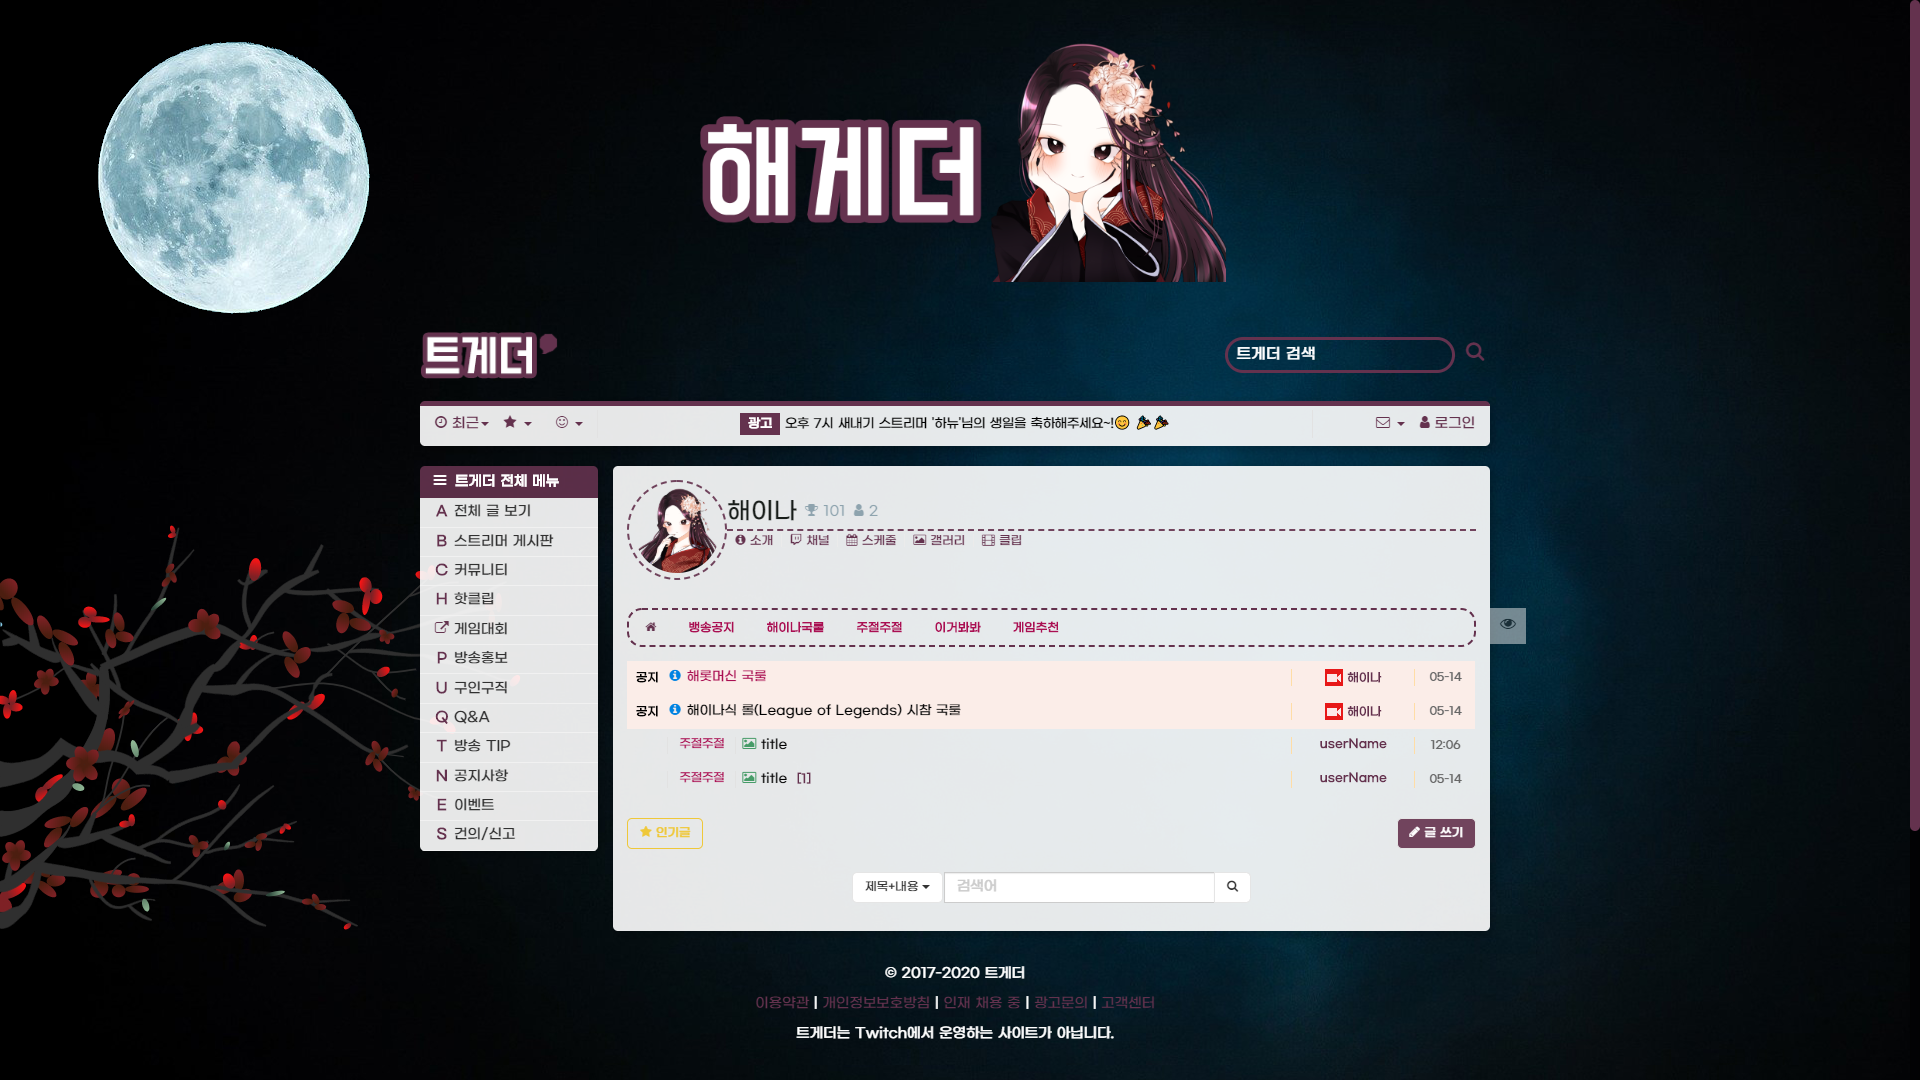 해게더
트게더
트게더 검색
최근
광고 오후 7시 새내기 스트리머 '하뉴'님의 생일을 축하해주세요~!😊 🎉🎉
로그인
트게더 전체 메뉴
A 전체 글 보기
B 스트리머 게시판
C 커뮤니티
H 핫클립
게임대회
P 방송홍보
U 구인구직
Q Q&A
T 방송 TIP
N 공지사항
E 이벤트
S 건의/신고
해이나 101 2
소개 채널 스케줄 갤러리 클립
뱅송공지 해이나국룰 주절주절 이거봐봐 게임추천
공지 해롯머신 국룰 해이나 05-14
공지 해이나식 롤(League of Legends) 시참 국룰 해이나 05-14
주절주절 title userName 12:06
주절주절 title [1] userName 05-14
인기글 글 쓰기
제목+내용 검색어
© 2017-2020 트게더
이용약관 | 개인정보보호방침 | 인재 채용 중 | 광고문의 | 고객센터
트게더는 Twitch에서 운영하는 사이트가 아닙니다.